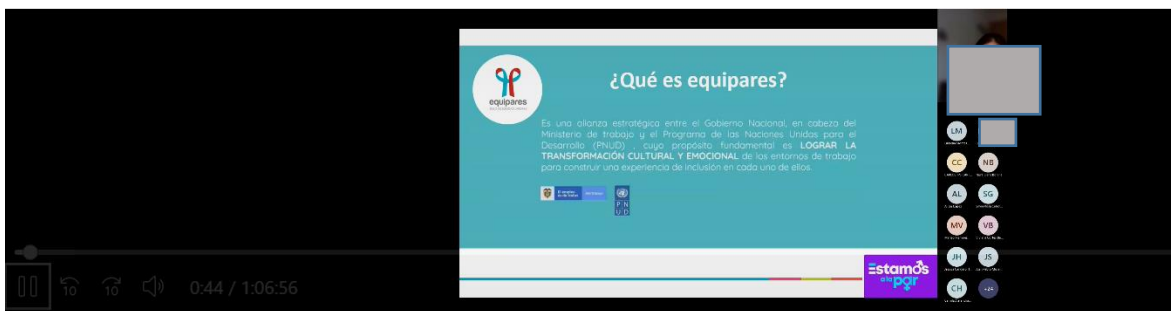 ¿Qué es equipares?
equipares
Es una alianza estratégica entre el Gobierno Nacional, en cabeza del
Ministerio de trabajo y el Programa de las Naciones Unidas para el
Desarrollo (PNUD) , cuyo propósito fundamental es LOGRAR LA
TRANSFORMACIÓN CULTURAL Y EMOCIONAL de los entornos de trabajo
para construir una experiencia de inclusión en cada uno de ellos
P N
U D
Estamos
a la par
LM
CC NB
AL SG
MV VB
JH JS
CH +24
10 10 0:44 / 1:06:56